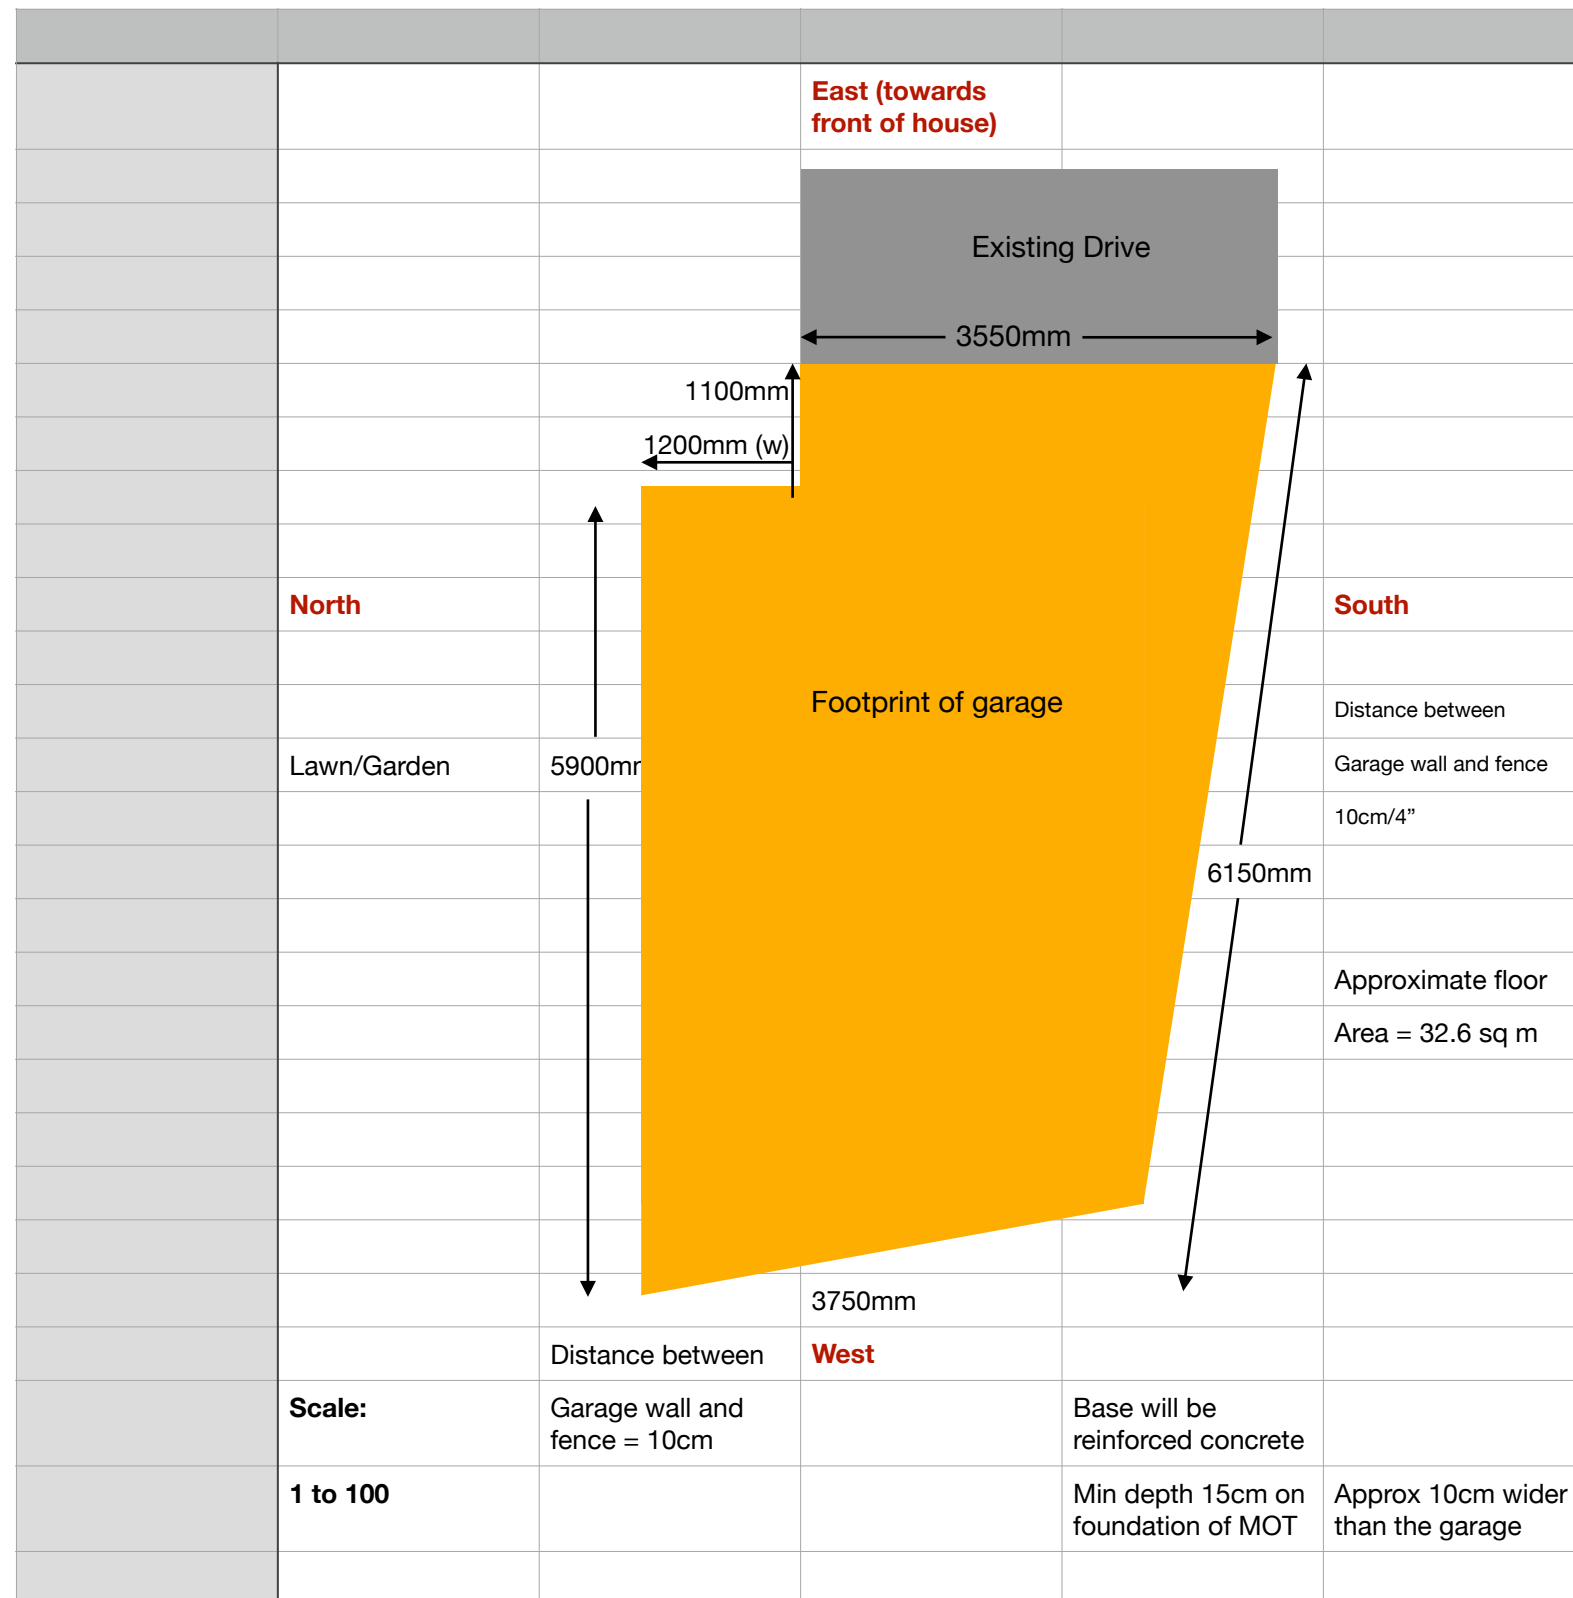 East (towards
front of house)
Existing Drive
3550mm
1100mm
1200mm (w)
North
South
Footprint of garage
Distance between
Lawn/Garden
5900mm
Garage wall and fence
10cm/4”
6150mm
Approximate floor
Area = 32.6 sq m
3750mm
Distance between
West
Scale:
Garage wall and
fence = 10cm
Base will be
reinforced concrete
1 to 100
Min depth 15cm on
foundation of MOT
Approx 10cm wider
than the garage